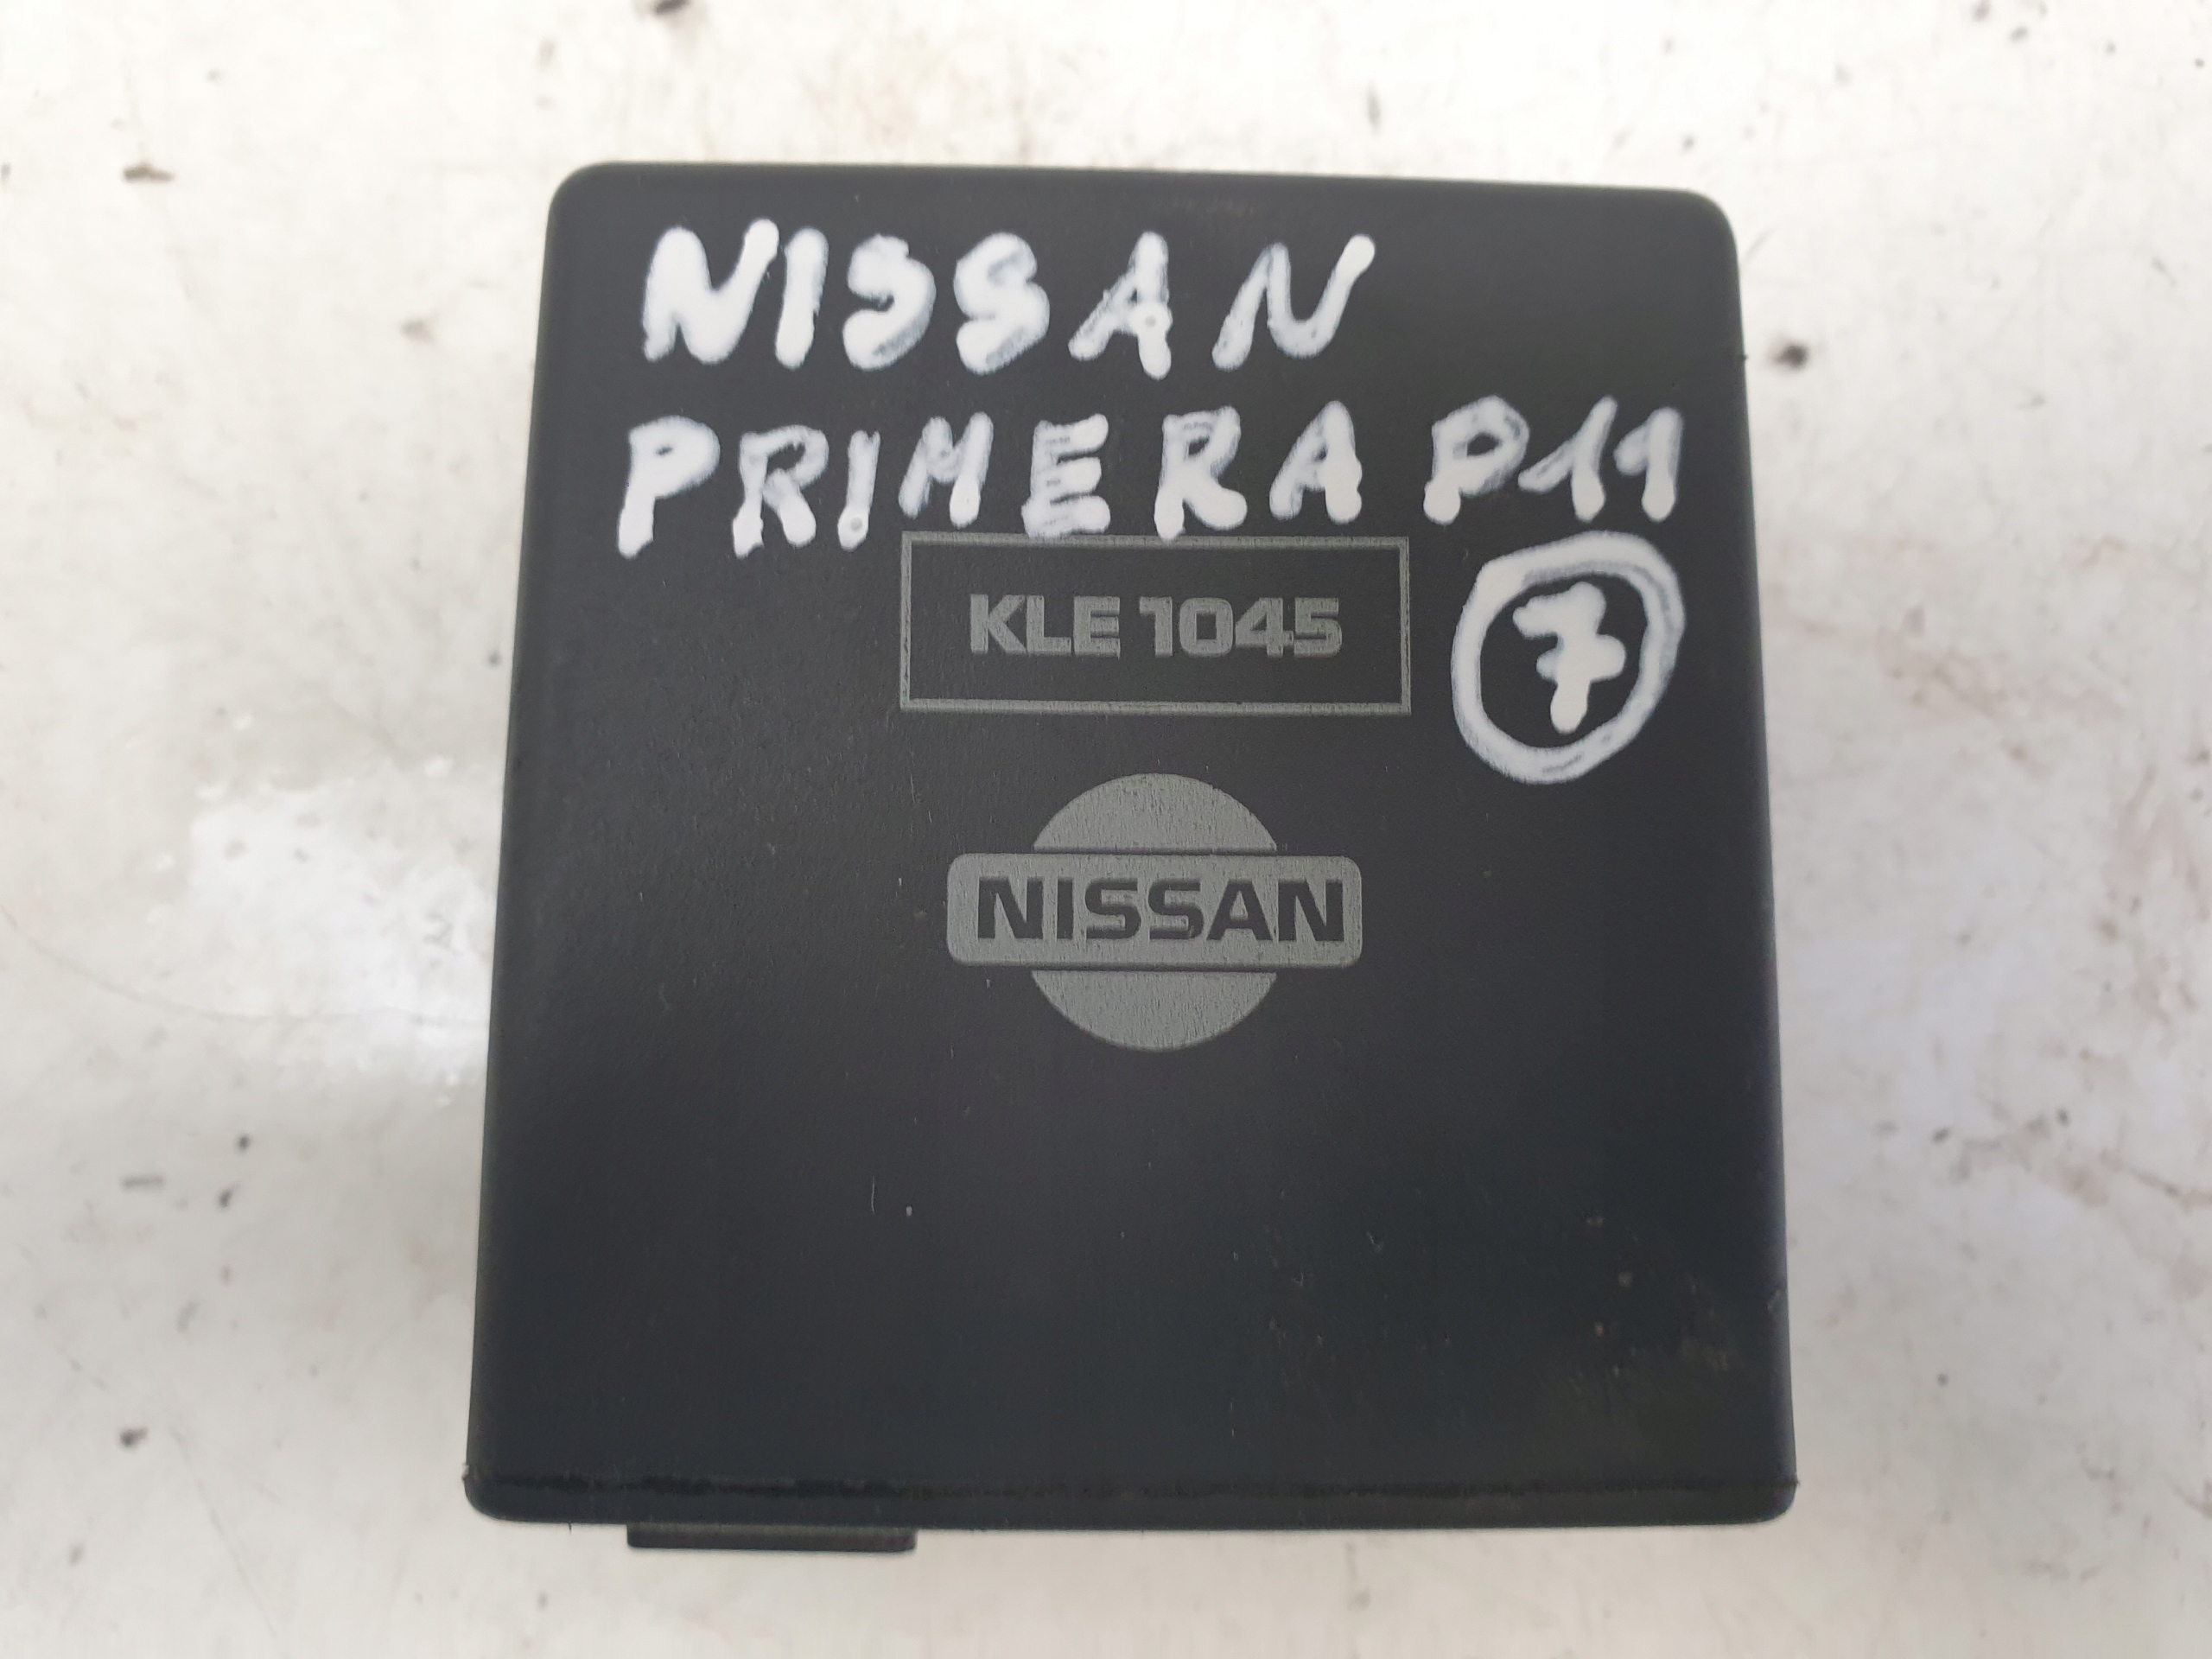 NISSAN
PRIMERA P11
KLE 1045
7
NISSAN